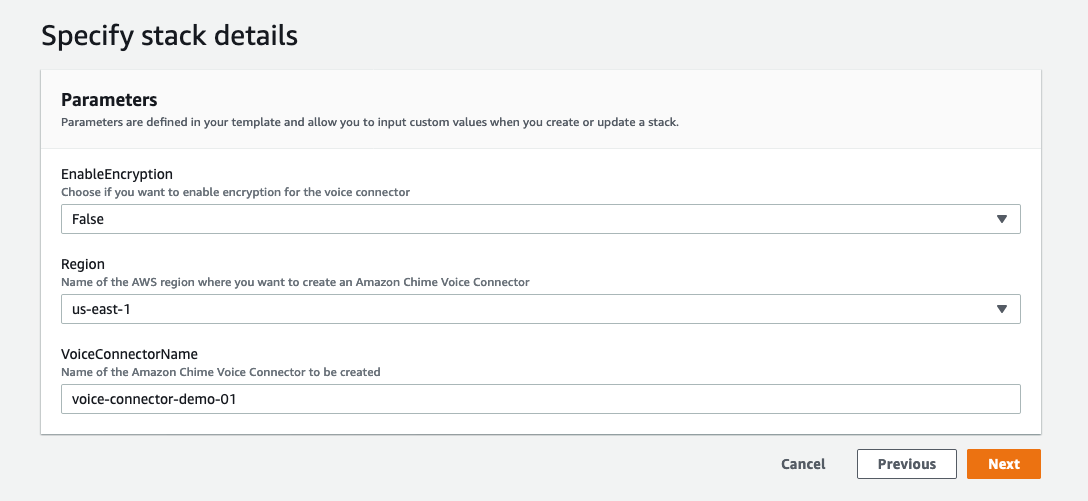 Specify stack details
Parameters
Parameters are defined in your template and allow you to input custom values when you create or update a stack.
EnableEncryption
Choose if you want to enable encryption for the voice connector
False
Region
Name of the AWS region where you want to create an Amazon Chime Voice Connector
us-east-1
VoiceConnectorName
Name of the Amazon Chime Voice Connector to be created
voice-connector-demo-01
Cancel Previous Next